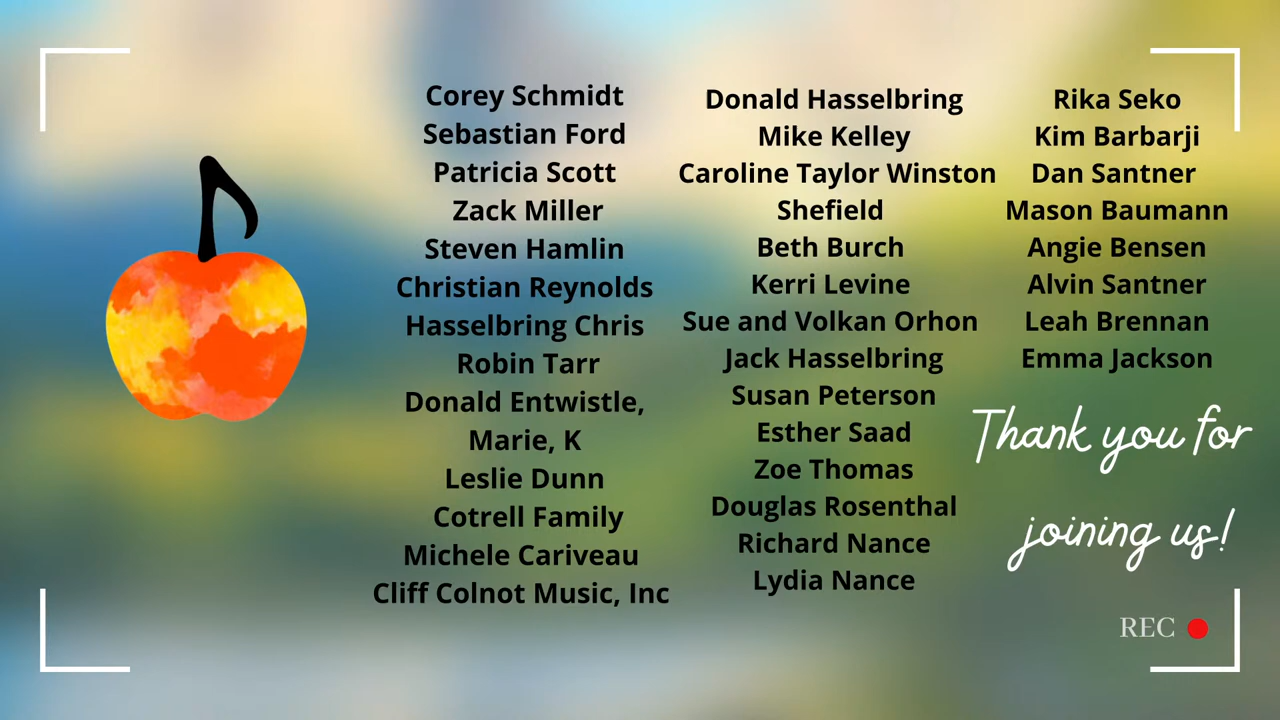 Corey Schmidt
Sebastian Ford
Patricia Scott
Zack Miller
Steven Hamlin
Christian Reynolds
Hasselbring Chris
Robin Tarr
Donald Entwistle,
Marie, K
Leslie Dunn
Cotrell Family
Michele Cariveau
Cliff Colnot Music, Inc
Donald Hasselbring
Mike Kelley
Caroline Taylor Winston
Shefield
Beth Burch
Kerri Levine
Sue and Volkan Orhon
Jack Hasselbring
Susan Peterson
Esther Saad
Zoe Thomas
Douglas Rosenthal
Richard Nance
Lydia Nance
Rika Seko
Kim Barbarji
Dan Santner
Mason Baumann
Angie Bensen
Alvin Santner
Leah Brennan
Emma Jackson
Thank you for
joining us!
REC